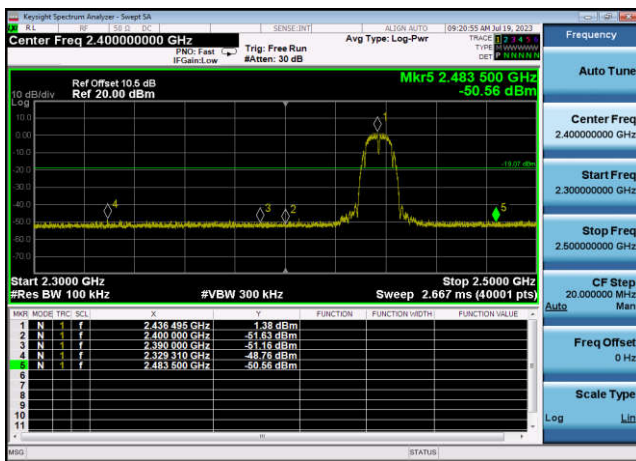 Keysight Spectrum Analyzer - Swept SA
RL RF 50 Ω DC SENSE:INT ALIGN AUTO 09:20:55 AM Jul 19, 2023
Center Freq 2.400000000 GHz
PNO: Fast
IFGain:Low
Trig: Free Run
#Atten: 30 dB
Avg Type: Log-Pwr
TRACE 1 2 3 4 5 6
TYPE M WWWWW
DET P NNNNN
Ref Offset 10.5 dB
10 dB/div Ref 20.00 dBm
Mkr5 2.483 500 GHz
-50.56 dBm
Log
10.0
0.00
-10.0
-20.0
-30.0
-40.0
-50.0
-60.0
-70.0
1
-19.07 dBm
4
3
2
5
Start 2.3000 GHz Stop 2.5000 GHz
#Res BW 100 kHz #VBW 300 kHz Sweep 2.667 ms (40001 pts)
MKR MODE TRC SCL X Y FUNCTION FUNCTION WIDTH FUNCTION VALUE
1 N 1 f 2.436 495 GHz 1.38 dBm
2 N 1 f 2.400 000 GHz -51.63 dBm
3 N 1 f 2.390 000 GHz -51.16 dBm
4 N 1 f 2.329 310 GHz -48.76 dBm
5 N 1 f 2.483 500 GHz -50.56 dBm
6
7
8
9
10
11
MSG STATUS
Frequency
Auto Tune
Center Freq
2.400000000 GHz
Start Freq
2.300000000 GHz
Stop Freq
2.500000000 GHz
CF Step
20.000000 MHz
Auto Man
Freq Offset
0 Hz
Scale Type
Log Lin